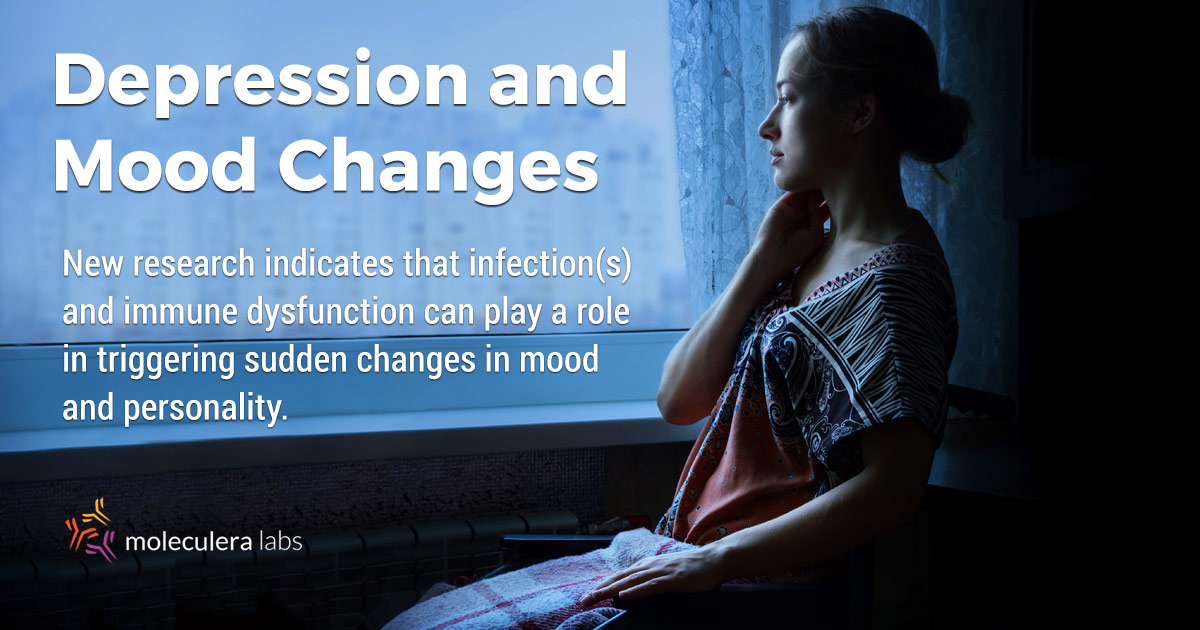 Depression and
Mood Changes
New research indicates that infection(s)
and immune dysfunction can play a role
in triggering sudden changes in mood
and personality.
moleculera labs